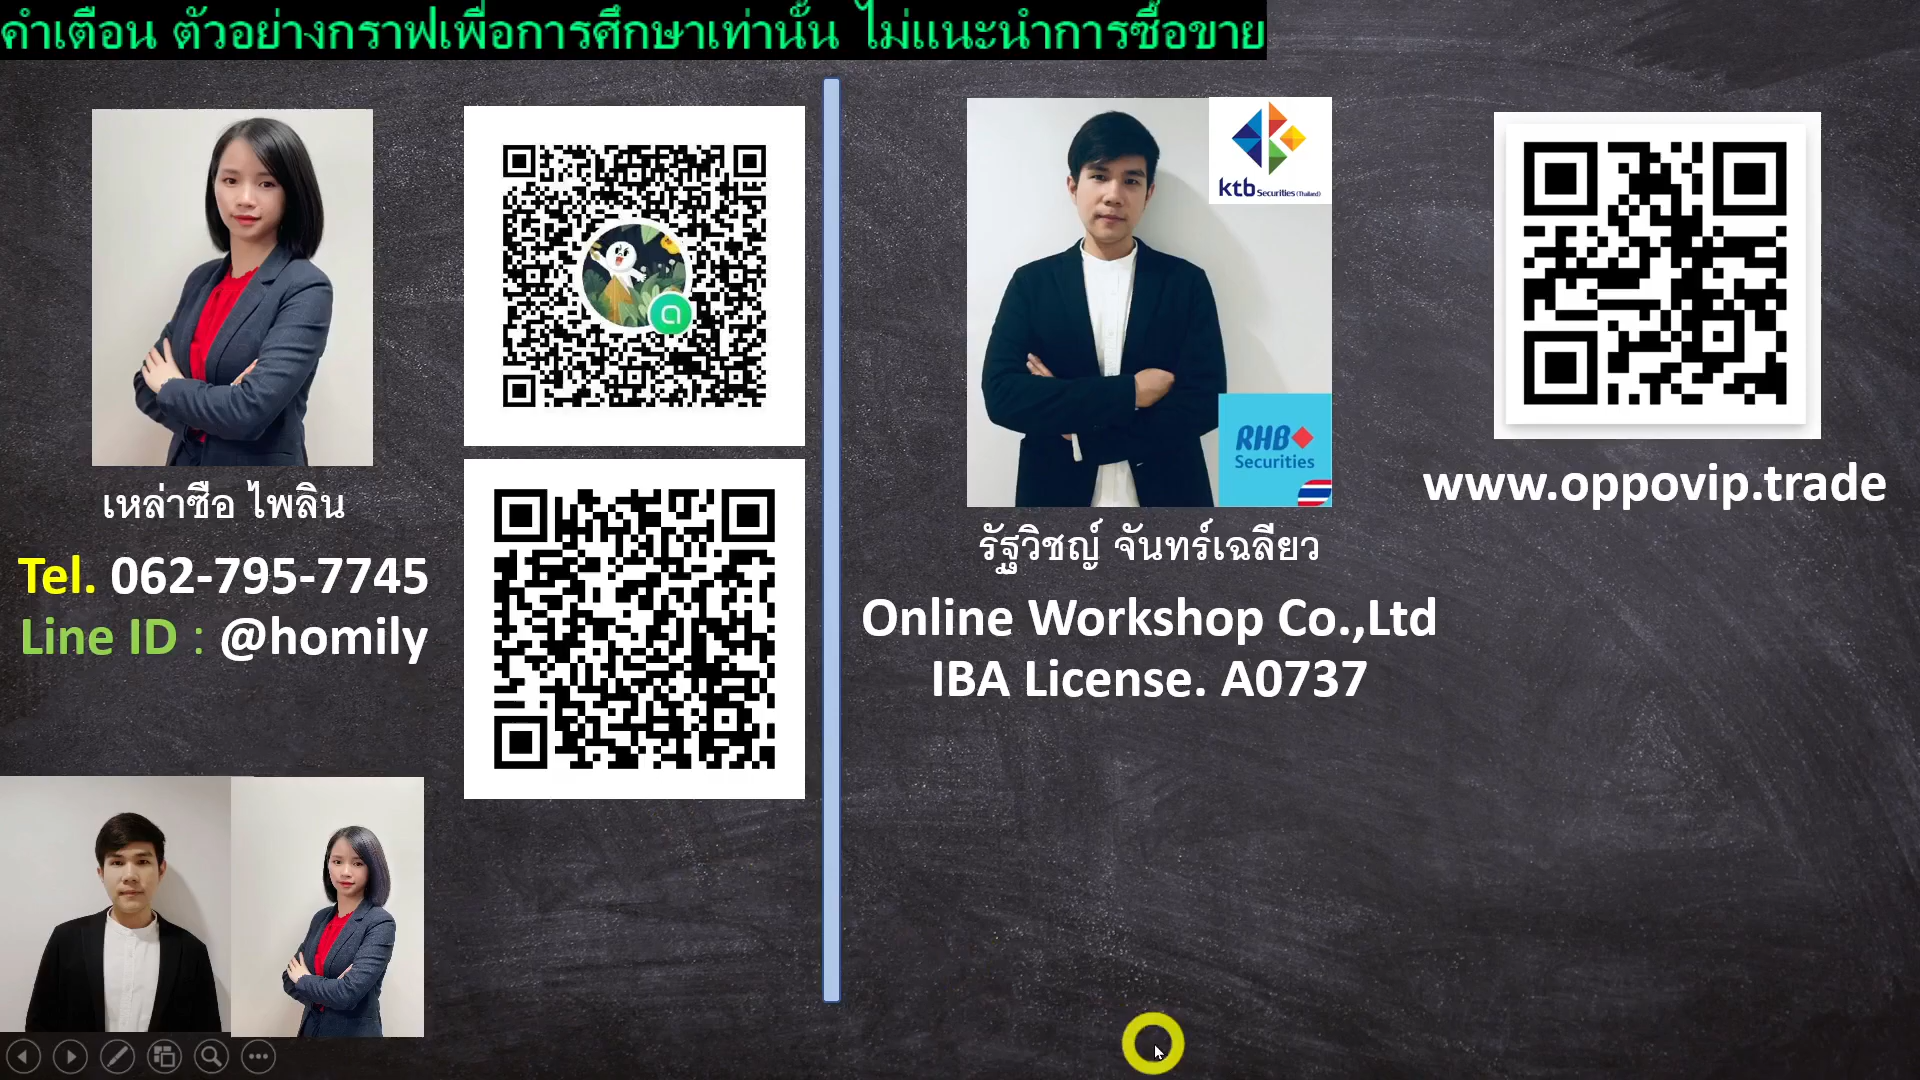 คำเตือน ตัวอย่างกราฟเพื่อการศึกษาเท่านั้น ไม่แนะนำการซื้อขาย
เหล่าซือ ไพลิน
Tel. 062-795-7745
Line ID : @homily
ktb Securities (Thailand)
RHB
Securities
รัฐวิชญ์ จันทร์เฉลียว
Online Workshop Co.,Ltd
IBA License. A0737
www.oppovip.trade